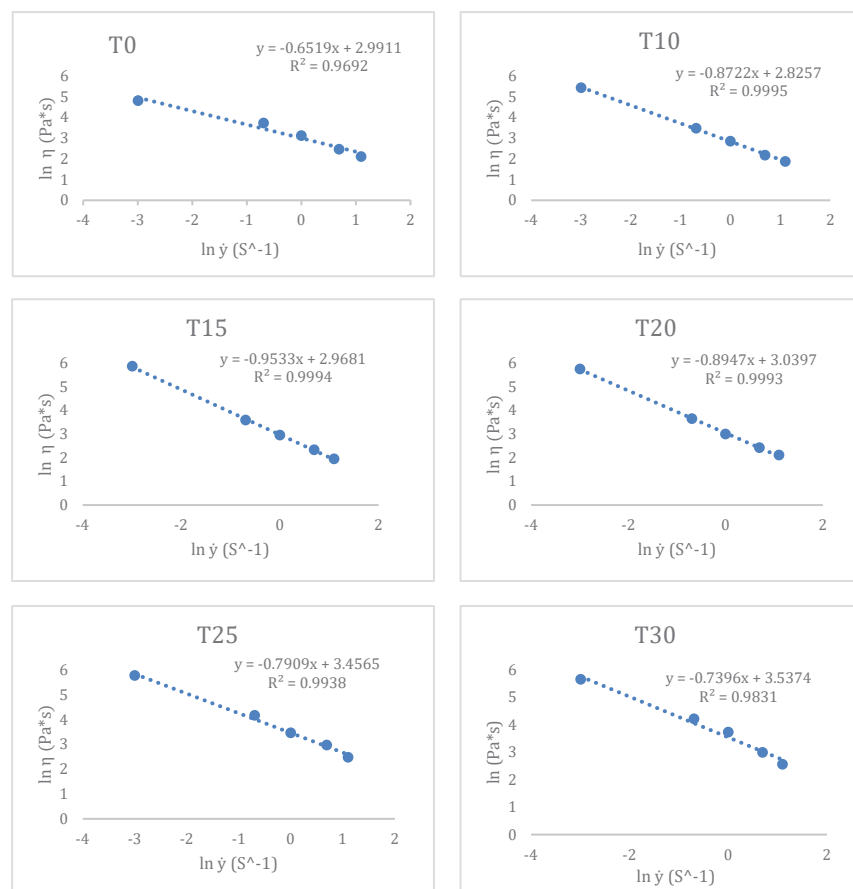 T0
y = -0.6519x + 2.9911
R² = 0.9692
6
5
4
3
2
1
0
-4
-3
-2
-1
0
1
2
ln η (Pa*s)
ln ẏ (S^-1)
T10
y = -0.8722x + 2.8257
R² = 0.9995
6
5
4
3
2
1
0
-4
-3
-2
-1
0
1
2
ln η (Pa*s)
ln ẏ (S^-1)
T15
y = -0.9533x + 2.9681
R² = 0.9994
6
5
4
3
2
1
0
-4
-2
0
2
ln η (Pa*s)
ln ẏ (S^-1)
T20
y = -0.8947x + 3.0397
R² = 0.9993
6
5
4
3
2
1
0
-4
-2
0
2
ln η (Pa*s)
ln ẏ (S^-1)
T25
y = -0.7909x + 3.4565
R² = 0.9938
6
5
4
3
2
1
0
-4
-3
-2
-1
0
1
2
ln η (Pa*s)
ln ẏ (S^-1)
T30
y = -0.7396x + 3.5374
R² = 0.9831
6
5
4
3
2
1
0
-4
-2
0
2
ln (Pa*s)
ln ẏ (S^-1)